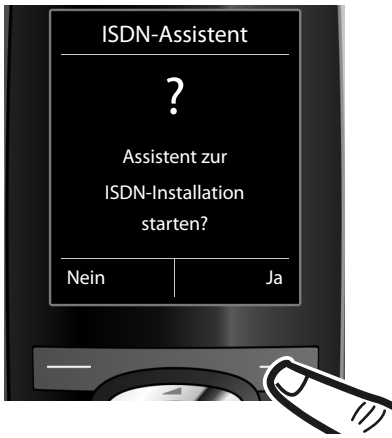 ISDN-Assistent
?
Assistent zur
ISDN-Installation
starten?
Nein Ja